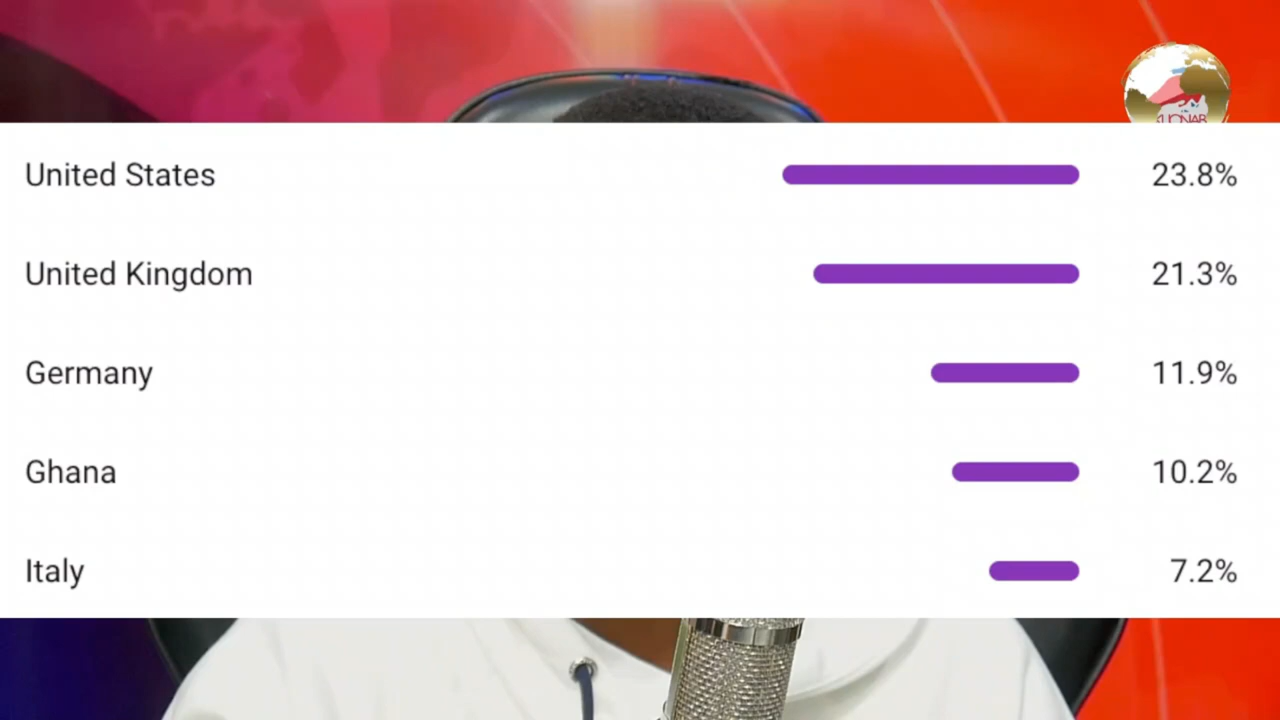 United States 23.8%
United Kingdom 21.3%
Germany 11.9%
Ghana 10.2%
Italy 7.2%